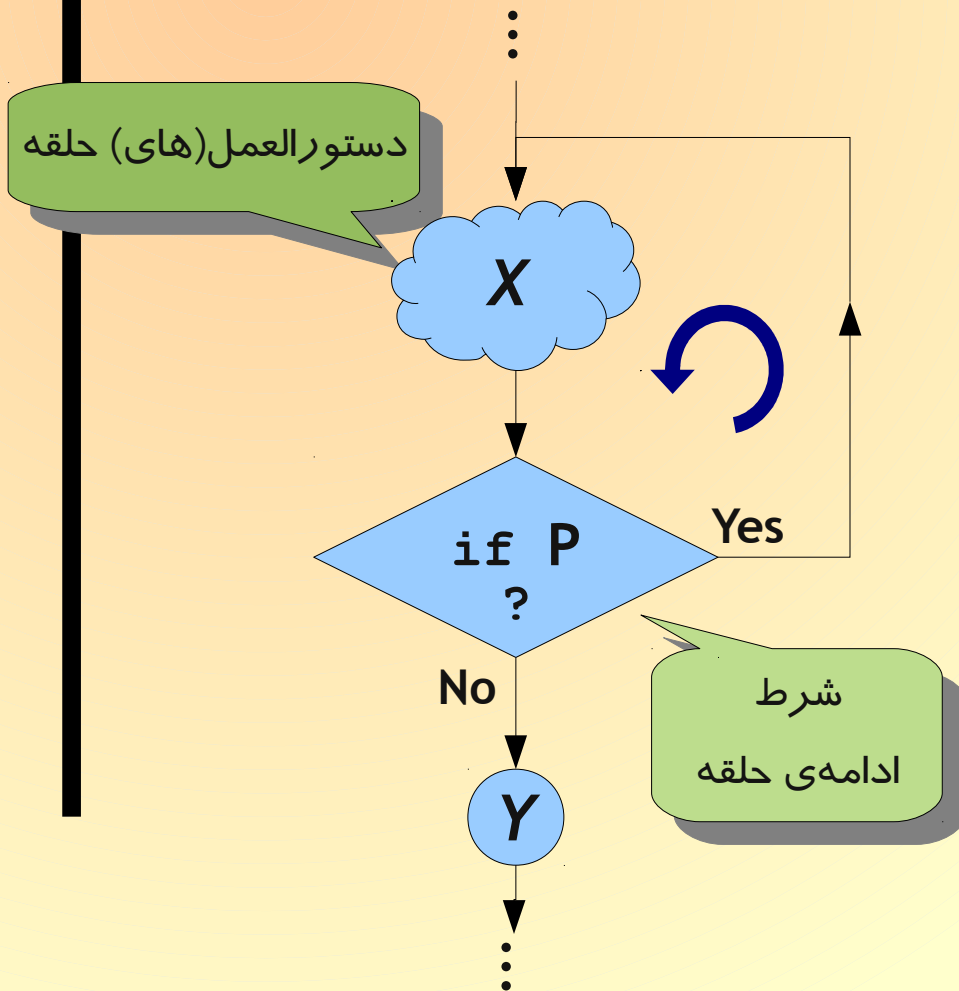 دستورالعمل(های) حلقه
X
if P
?
Yes
No
شرط
ادامه‌ی حلقه
Y